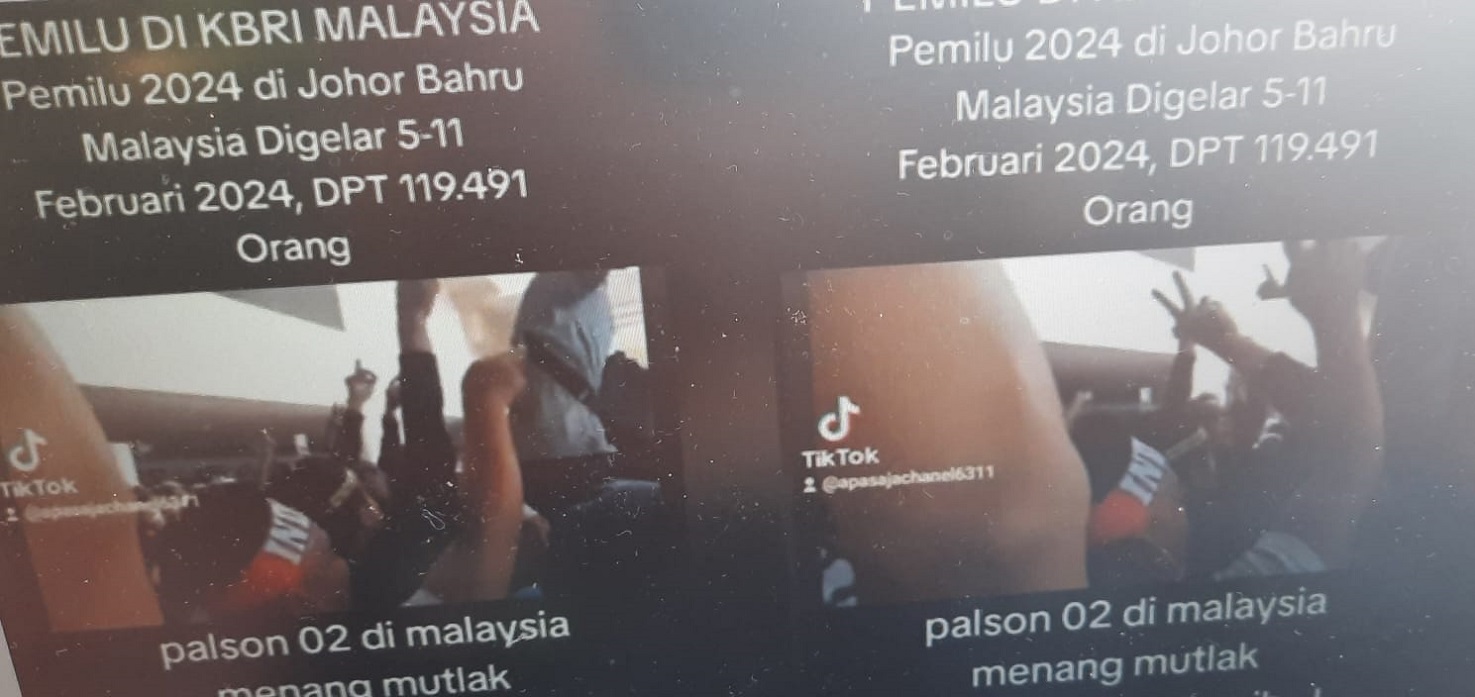 EMILU DI KBRI MALAYSIA
Pemilu 2024 di Johor Bahru
Malaysia Digelar 5-11
Februari 2024, DPT 119.491
Orang
TikTok
IND
palson 02 di malaysia
menang mutlak
Pemilu 2024 di Johor Bahru
Malaysia Digelar 5-11
Februari 2024, DPT 119.491
Orang
TikTok
@apasajachanel6311
IND
palson 02 di malaysia
menang mutlak